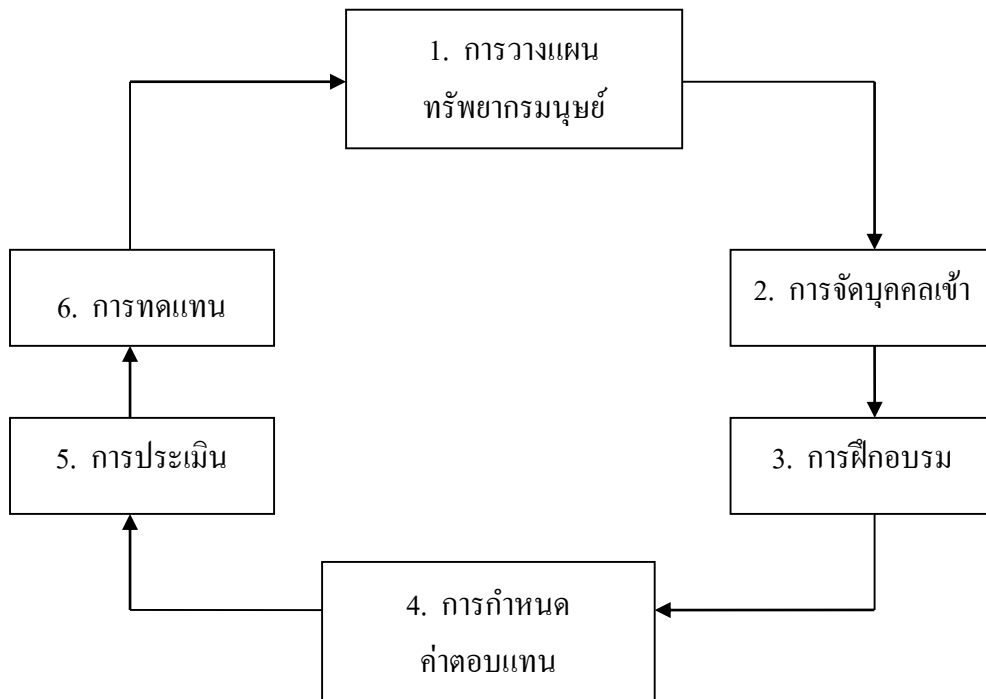 1. การวางแผน
ทรัพยากรมนุษย์
2. การจัดบุคคลเข้า
3. การฝึกอบรม
4. การกำหนด
ค่าตอบแทน
5. การประเมิน
6. การทดแทน